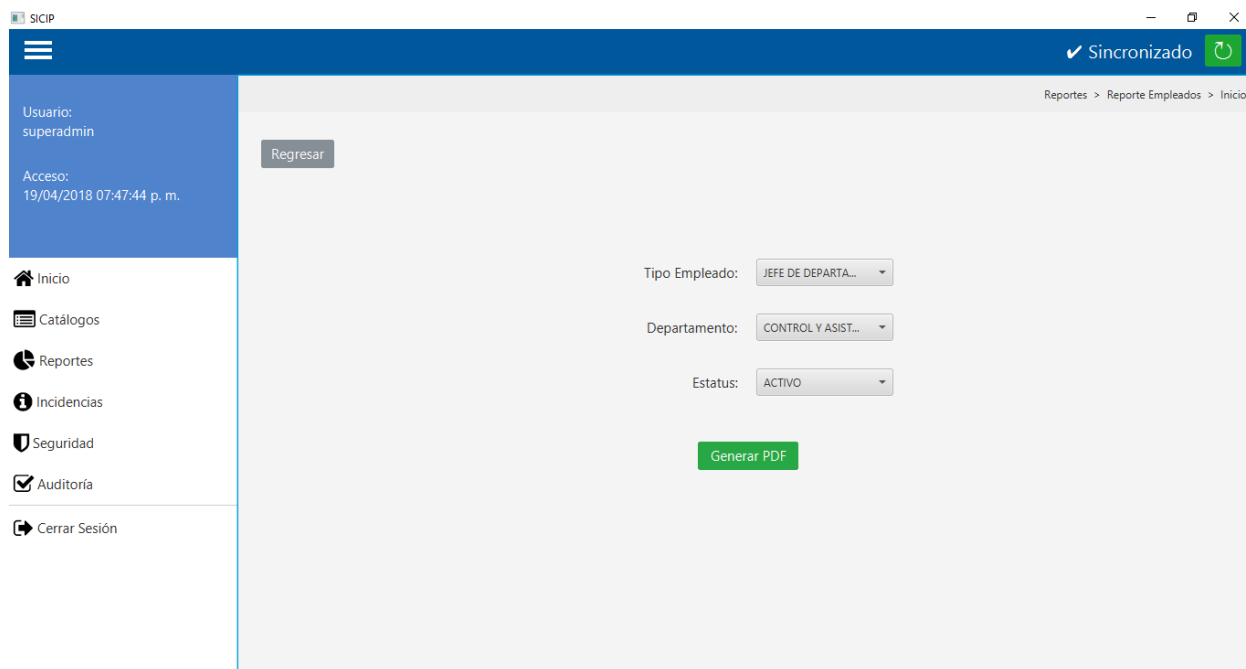 SICIP
✔ Sincronizado
Reportes > Reporte Empleados > Inicio
Usuario:
superadmin
Acceso:
19/04/2018 07:47:44 p. m.
Inicio
Catálogos
Reportes
Incidencias
Seguridad
Auditoría
Cerrar Sesión
Regresar
Tipo Empleado: JEFE DE DEPARTA...
Departamento: CONTROL Y ASIST...
Estatus: ACTIVO
Generar PDF